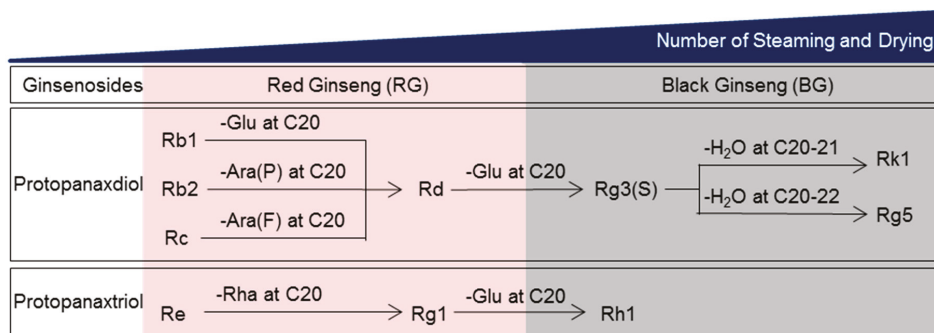 Number of Steaming and Drying
Ginsenosides Red Ginseng (RG) Black Ginseng (BG)
Protopanaxdiol
Rb1 -Glu at C20
Rb2 -Ara(P) at C20
Rc -Ara(F) at C20
Rd -Glu at C20 Rg3(S)
-H₂O at C20-21 Rk1
-H₂O at C20-22 Rg5
Protopanaxtriol
Re -Rha at C20 Rg1 -Glu at C20 Rh1